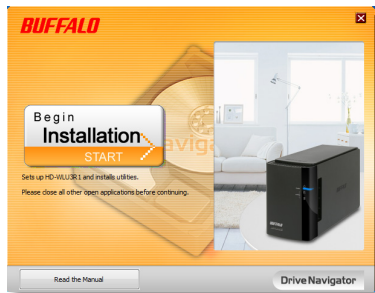 BUFFALO
Begin
Installation
START
Sets up HD-WLU3R1 and installs utilities.
Please close all other open applications before continuing.
BUFFALO
Read the Manual
DriveNavigator